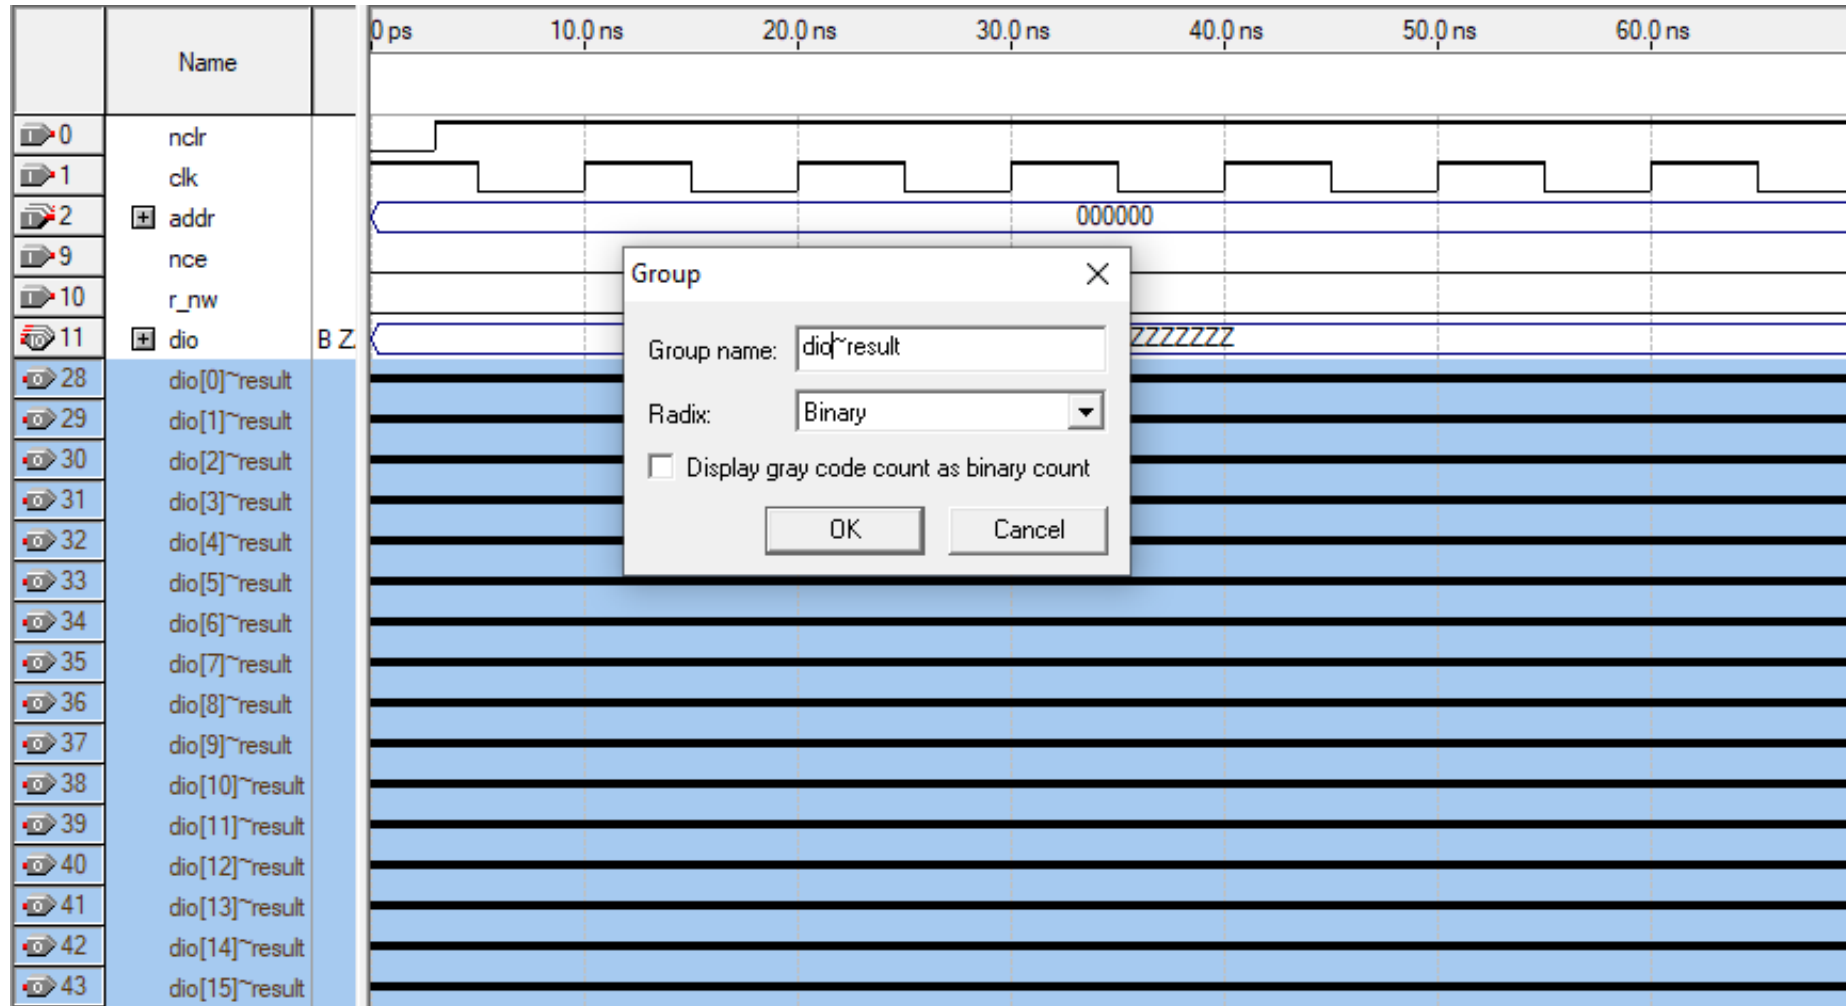 Name
0 ps 10.0 ns 20.0 ns 30.0 ns 40.0 ns 50.0 ns 60.0 ns
0 nclr
1 clk
2 addr 000000
9 nce
10 r_nw
11 dio B Z ZZZZZZZ
28 dio[0]~result
29 dio[1]~result
30 dio[2]~result
31 dio[3]~result
32 dio[4]~result
33 dio[5]~result
34 dio[6]~result
35 dio[7]~result
36 dio[8]~result
37 dio[9]~result
38 dio[10]~result
39 dio[11]~result
40 dio[12]~result
41 dio[13]~result
42 dio[14]~result
43 dio[15]~result
Group
Group name: dio~result
Radix: Binary
Display gray code count as binary count
OK Cancel